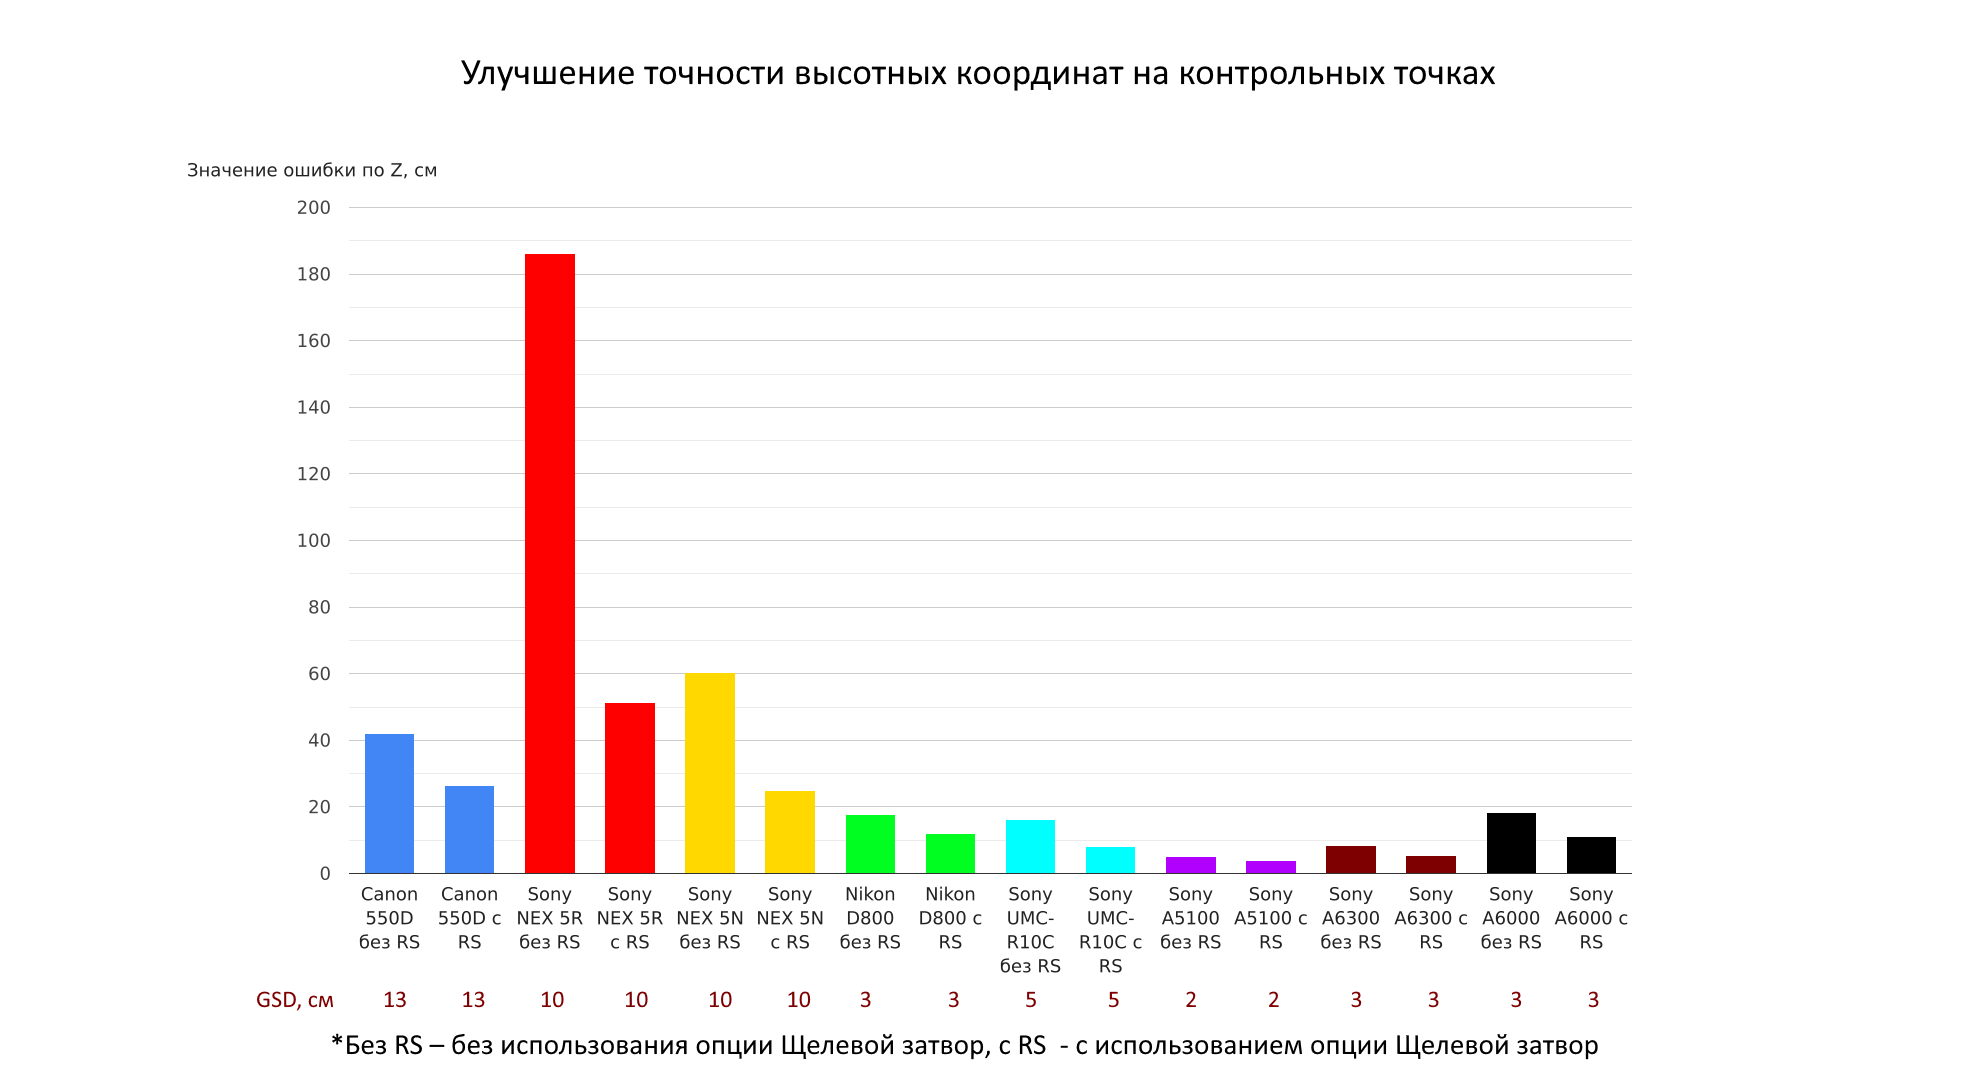 Улучшение точности высотных координат на контрольных точках
Значение ошибки по Z, см
200
180
160
140
120
100
80
60
40
20
0
Canon 550D без RS
Canon 550D с RS
Sony NEX 5R без RS
Sony NEX 5R с RS
Sony NEX 5N без RS
Sony NEX 5N с RS
Nikon D800 без RS
Nikon D800 с RS
Sony UMC-R10C без RS
Sony UMC-R10C с RS
Sony A5100 без RS
Sony A5100 с RS
Sony A6300 без RS
Sony A6300 с RS
Sony A6000 без RS
Sony A6000 с RS
GSD, см 13 13 10 10 10 10 3 3 5 5 2 2 3 3 3 3
*Без RS – без использования опции Щелевой затвор, с RS - с использованием опции Щелевой затвор